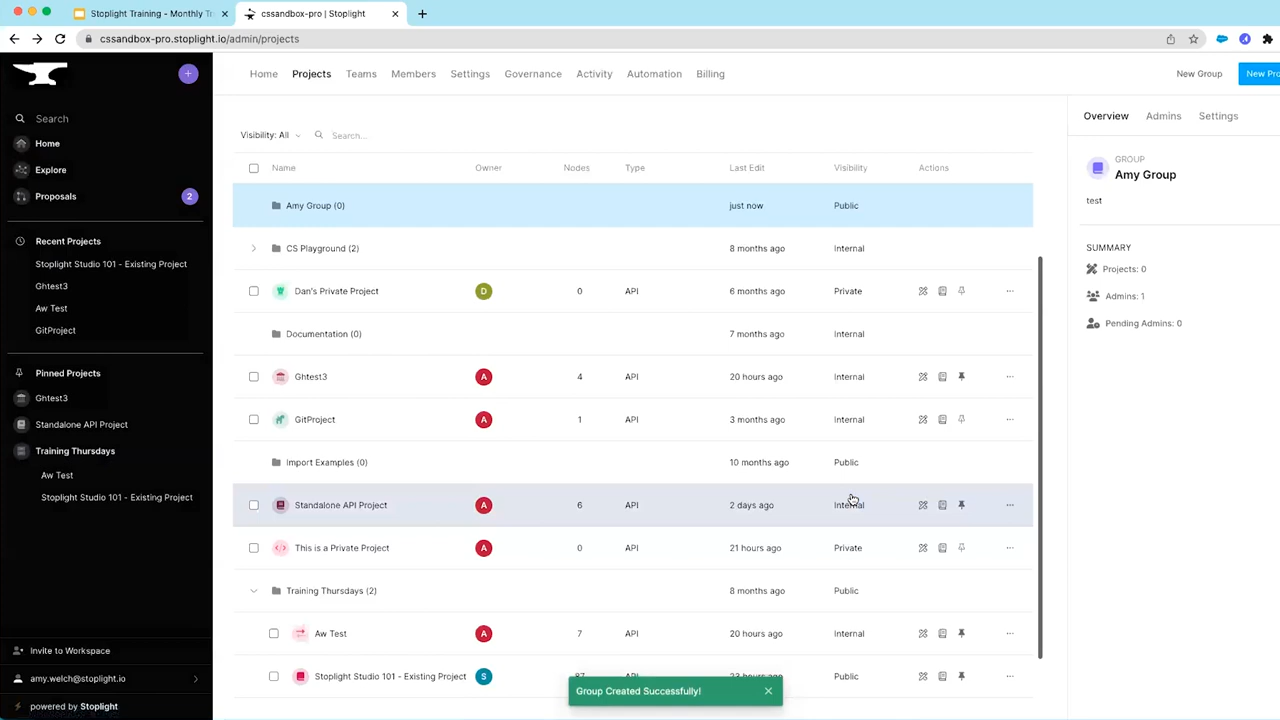 Stoplight Training - Monthly Tr
cssandbox-pro | Stoplight
cssandbox-pro.stoplight.io/admin/projects
Home Projects Teams Members Settings Governance Activity Automation Billing New Group New Pro
Search
Home
Explore
Proposals 2
Recent Projects
Stoplight Studio 101 - Existing Project
Ghtest3
Aw Test
GitProject
Pinned Projects
Ghtest3
Standalone API Project
Training Thursdays
Aw Test
Stoplight Studio 101 - Existing Project
Invite to Workspace
amy.welch@stoplight.io
powered by Stoplight
Visibility: All Search...
Name Owner Nodes Type Last Edit Visibility Actions
Amy Group (0) just now Public
CS Playground (2) 8 months ago Internal
Dan's Private Project D 0 API 6 months ago Private
Documentation (0) 7 months ago Internal
Ghtest3 A 4 API 20 hours ago Internal
GitProject A 1 API 3 months ago Internal
Import Examples (0) 10 months ago Public
Standalone API Project A 6 API 2 days ago Internal
This is a Private Project A 0 API 21 hours ago Private
Training Thursdays (2) 8 months ago Public
Aw Test A 7 API 20 hours ago Internal
Stoplight Studio 101 - Existing Project S API Public
Group Created Successfully!
Overview Admins Settings
GROUP
Amy Group
test
SUMMARY
Projects: 0
Admins: 1
Pending Admins: 0